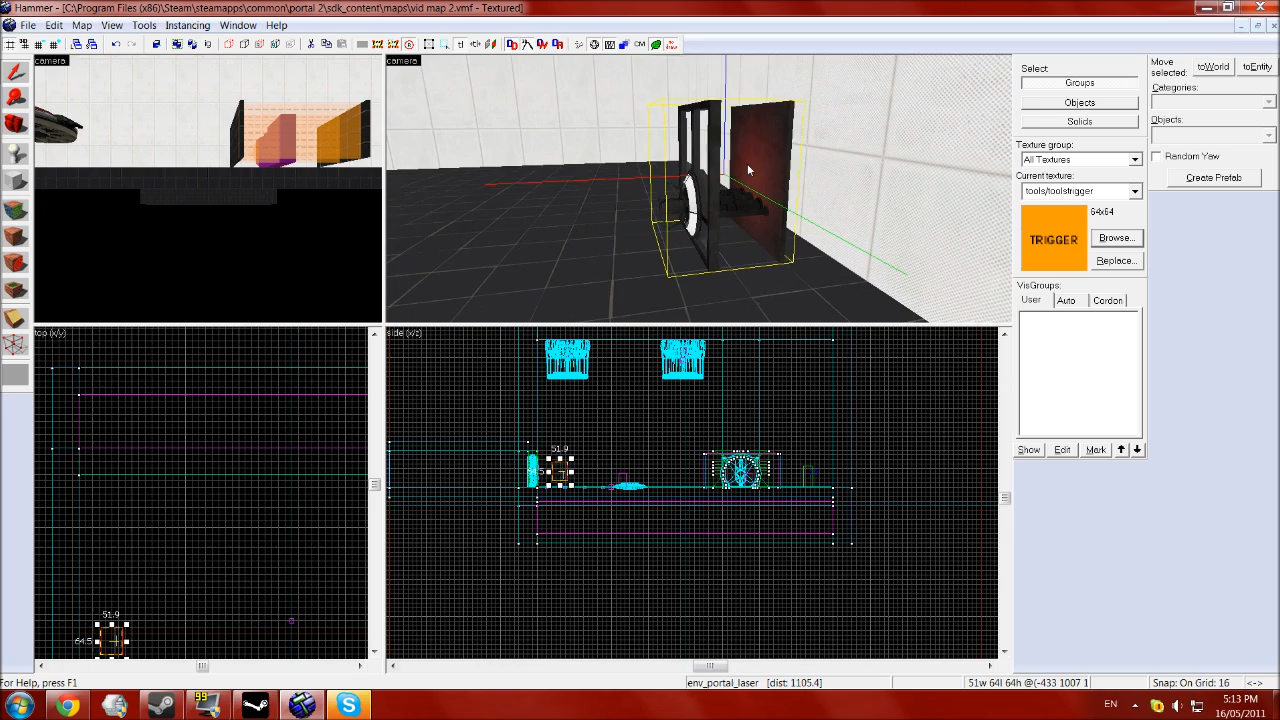 Hammer - [C:\Program Files (x86)\Steam\steamapps\common\portal 2\sdk_content\maps\vid map 2.vmf - Textured]
File Edit Map View Tools Instancing Window Help
CM
camera
camera
Select:
Groups
Objects
Solids
Texture group:
All Textures
Current texture:
tools/toolstrigger
TRIGGER
64x64
Browse...
Replace...
VisGroups:
User Auto Cordon
Show Edit Mark
Move selected:
toWorld toEntity
Categories:
Objects:
Random Yaw
Create Prefab
top (x/y)
51.9
64.5
51.9
For Help, press F1
env_portal_laser [dist: 1105.4]
51w 64l 64h @(-433 1007 1
Snap: On Grid: 16 <->
99
EN
5:13 PM
16/05/2011